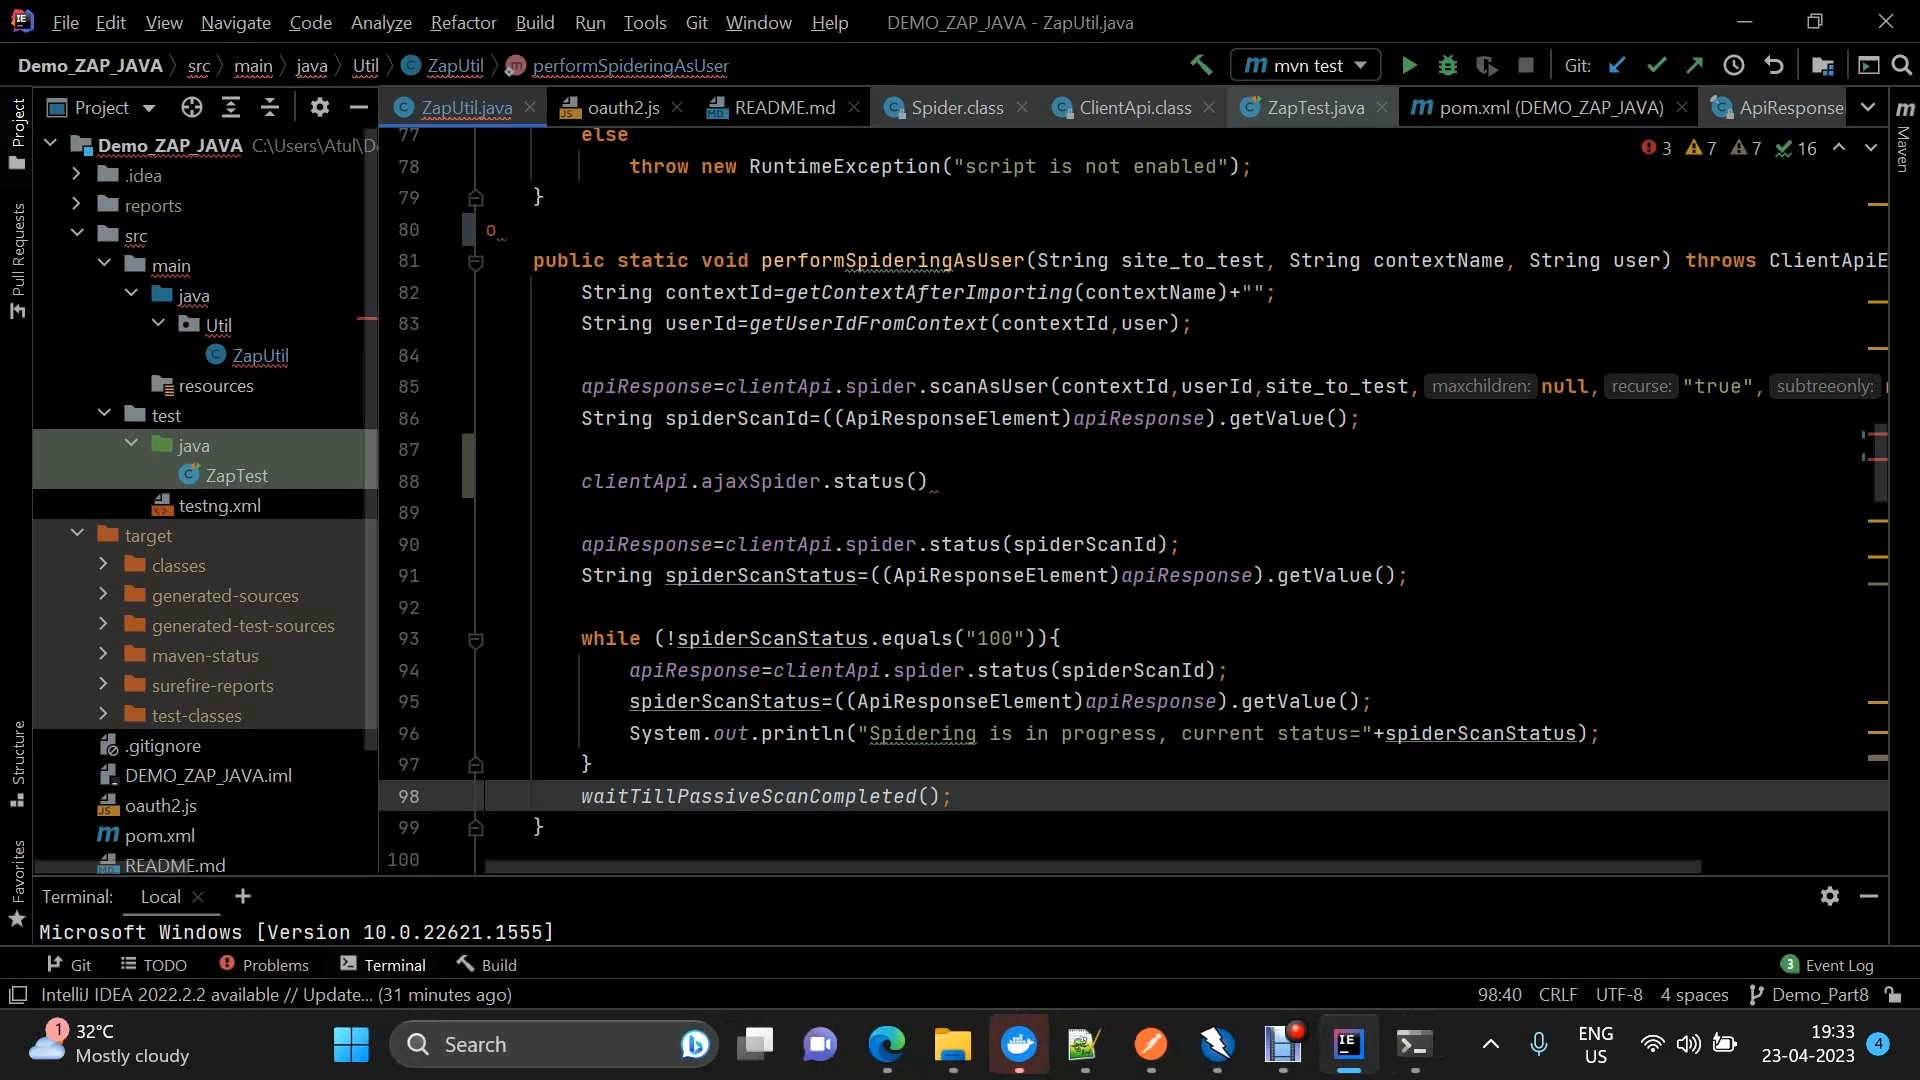 File Edit View Navigate Code Analyze Refactor Build Run Tools Git Window Help DEMO_ZAP_JAVA - ZapUtil.java
Demo_ZAP_JAVA src main java Util ZapUtil performSpideringAsUser mvn test Git:
Project ZapUtil.java oauth2.js README.md Spider.class ClientApi.class ZapTest.java pom.xml (DEMO_ZAP_JAVA) ApiResponse
Project
Pull Requests
Structure
Favorites
Maven
Demo_ZAP_JAVA C:\Users\Atul\D
.idea
reports
src
main
java
Util
ZapUtil
resources
test
java
ZapTest
testng.xml
target
classes
generated-sources
generated-test-sources
maven-status
surefire-reports
test-classes
.gitignore
DEMO_ZAP_JAVA.iml
oauth2.js
pom.xml
README.md
3 7 7 16
77 else
78 throw new RuntimeException("script is not enabled");
79 }
80 o
81 public static void performSpideringAsUser(String site_to_test, String contextName, String user) throws ClientApiE
82 String contextId=getContextAfterImporting(contextName)+"";
83 String userId=getUserIdFromContext(contextId,user);
84
85 apiResponse=clientApi.spider.scanAsUser(contextId,userId,site_to_test, maxchildren: null, recurse: "true", subtreeonly:
86 String spiderScanId=((ApiResponseElement)apiResponse).getValue();
87
88 clientApi.ajaxSpider.status()
89
90 apiResponse=clientApi.spider.status(spiderScanId);
91 String spiderScanStatus=((ApiResponseElement)apiResponse).getValue();
92
93 while (!spiderScanStatus.equals("100")){
94 apiResponse=clientApi.spider.status(spiderScanId);
95 spiderScanStatus=((ApiResponseElement)apiResponse).getValue();
96 System.out.println("Spidering is in progress, current status="+spiderScanStatus);
97 }
98 waitTillPassiveScanCompleted();
99 }
100
Terminal: Local
Microsoft Windows [Version 10.0.22621.1555]
Git TODO Problems Terminal Build 3 Event Log
IntelliJ IDEA 2022.2.2 available // Update... (31 minutes ago) 98:40 CRLF UTF-8 4 spaces Demo_Part8
1 32°C
Mostly cloudy
Search
IE
ENG
US
19:33
23-04-2023
4